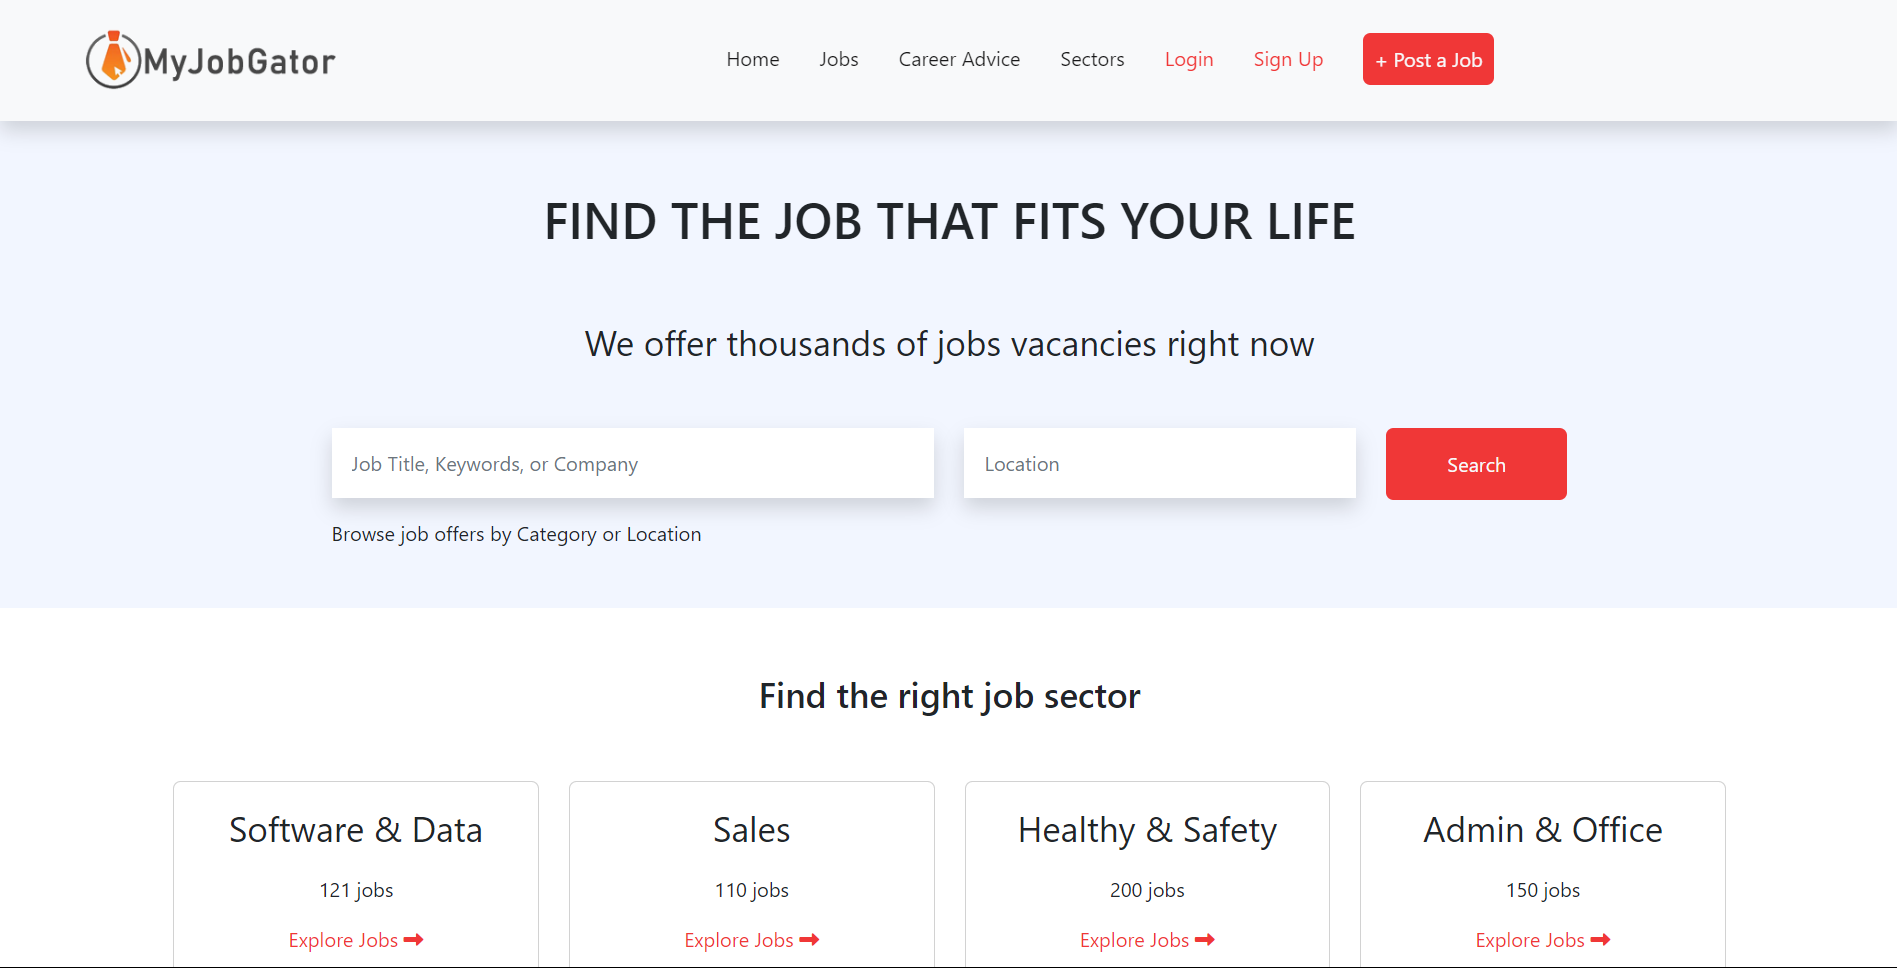 MyJobGator
Home Jobs Career Advice Sectors Login Sign Up + Post a Job
FIND THE JOB THAT FITS YOUR LIFE
We offer thousands of jobs vacancies right now
Job Title, Keywords, or Company Location Search
Browse job offers by Category or Location
Find the right job sector
Software & Data Sales Healthy & Safety Admin & Office
121 jobs 110 jobs 200 jobs 150 jobs
Explore Jobs Explore Jobs Explore Jobs Explore Jobs